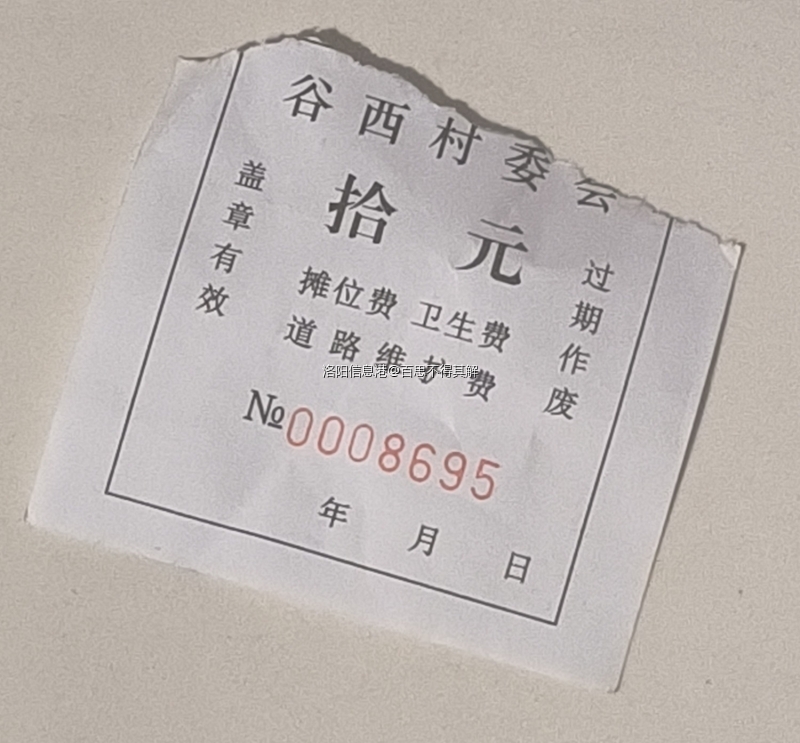 谷西村委会
拾元
盖章有效
过期作废
摊位费 卫生费
道路维护费
洛阳信息港@百思不得其解
№0008695
年 月 日